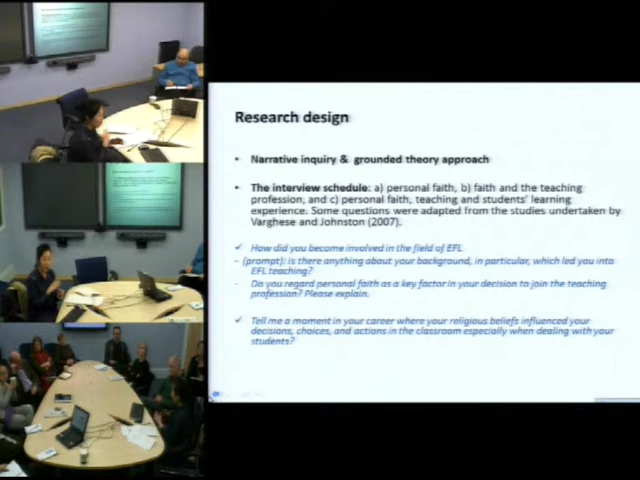 Research design
• Narrative inquiry & grounded theory approach
• The interview schedule: a) personal faith, b) faith and the teaching
profession, and c) personal faith, teaching and students' learning
experience. Some questions were adapted from the studies undertaken by
Varghese and Johnston (2007).
✓ How did you become involved in the field of EFL
– (prompt): is there anything about your background, in particular, which led you into
EFL teaching?
- Do you regard personal faith as a key factor in your decision to join the teaching
profession? Please explain.
✓ Tell me a moment in your career where your religious beliefs influenced your
decisions, choices, and actions in the classroom especially when dealing with your
students?